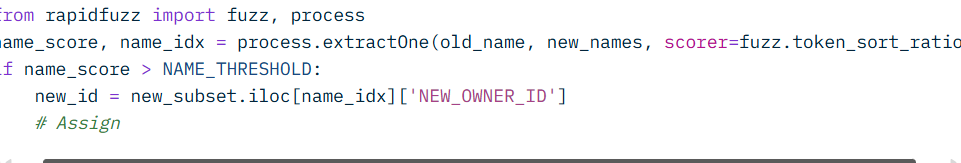 from rapidfuzz import fuzz, process
name_score, name_idx = process.extractOne(old_name, new_names, scorer=fuzz.token_sort_ratio
if name_score > NAME_THRESHOLD:
    new_id = new_subset.iloc[name_idx]['NEW_OWNER_ID']
    # Assign